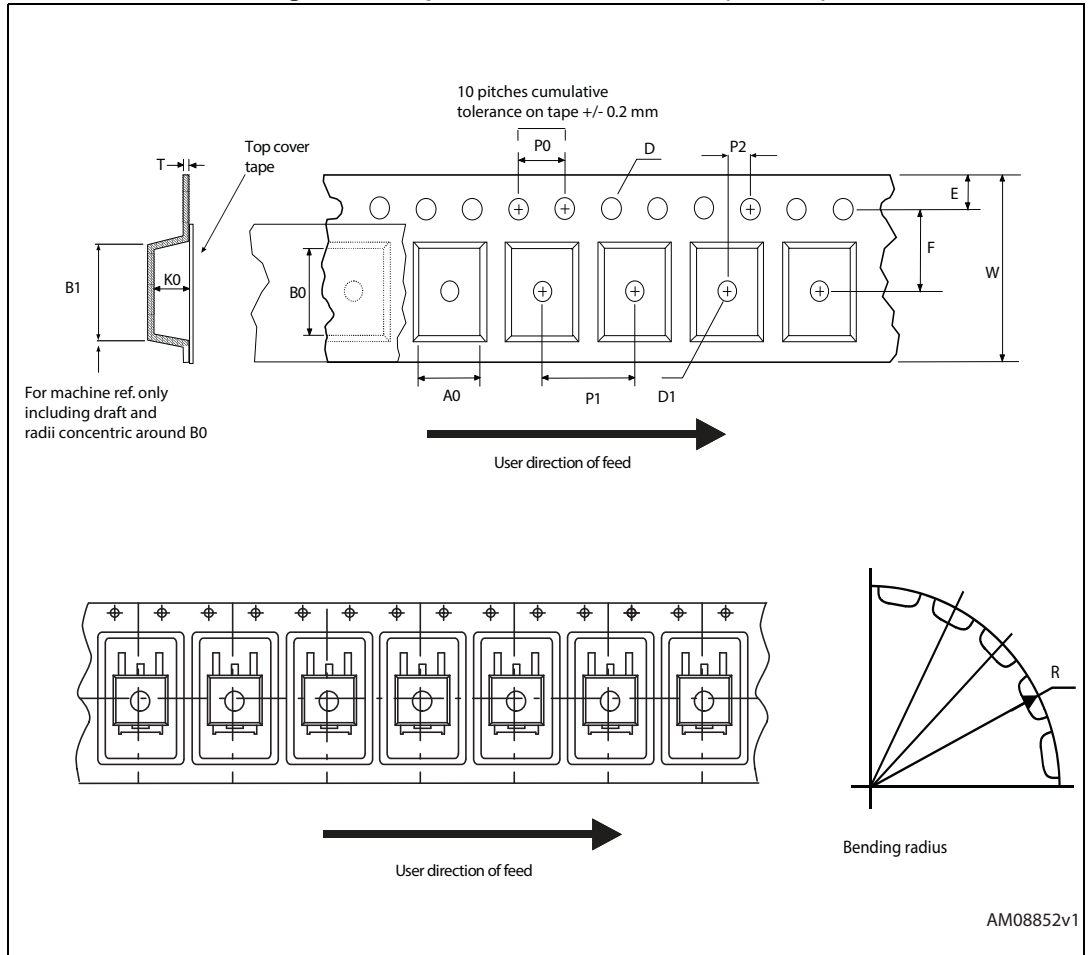 10 pitches cumulative
tolerance on tape +/- 0.2 mm
T
Top cover
tape
P0
D
P2
E
F
W
B1
K0
B0
For machine ref. only
including draft and
radii concentric around B0
A0
P1
D1
User direction of feed
R
Bending radius
User direction of feed
AM08852v1